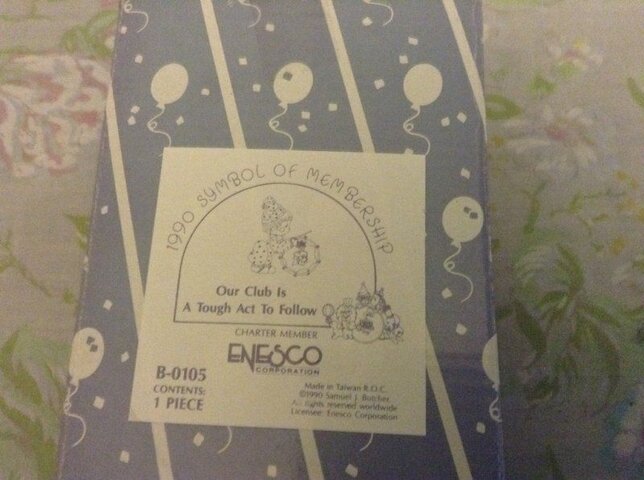 1990 SYMBOL OF MEMBERSHIP
Our Club Is
A Tough Act To Follow
CHARTER MEMBER
ENESCO
CORPORATION
B-0105
CONTENTS:
1 PIECE
Made in Taiwan R.O.C.
©1990 Samuel J. Butcher
All rights reserved worldwide
Licensee: Enesco Corporation